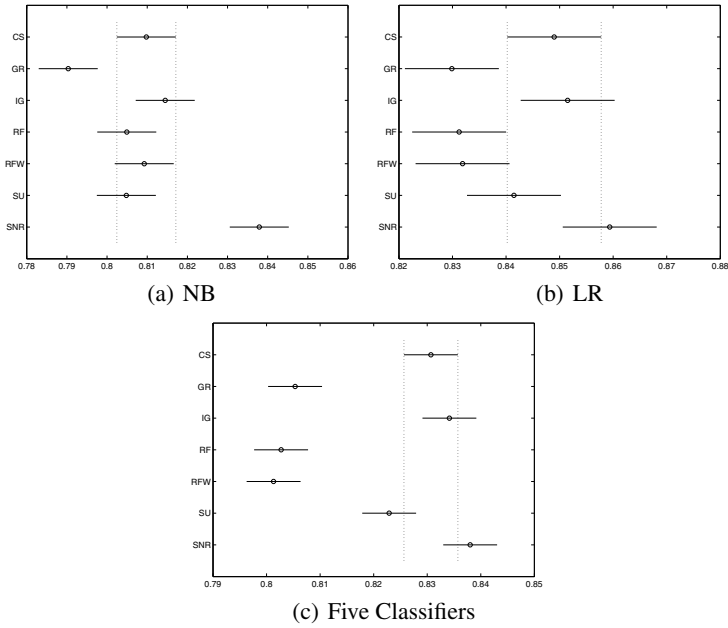 CS
GR
IG
RF
RFW
SU
SNR
0.78 0.79 0.8 0.81 0.82 0.83 0.84 0.85 0.86
(a) NB
CS
GR
IG
RF
RFW
SU
SNR
0.82 0.83 0.84 0.85 0.86 0.87 0.88
(b) LR
CS
GR
IG
RF
RFW
SU
SNR
0.79 0.8 0.81 0.82 0.83 0.84 0.85
(c) Five Classifiers